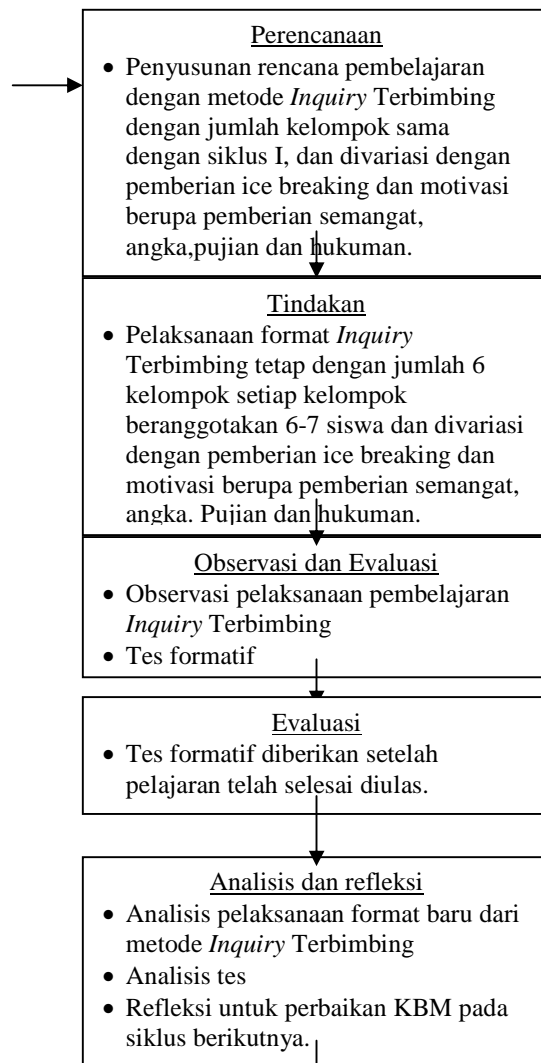 Perencanaan
• Penyusunan rencana pembelajaran
dengan metode Inquiry Terbimbing
dengan jumlah kelompok sama
dengan siklus I, dan divariasi dengan
pemberian ice breaking dan motivasi
berupa pemberian semangat,
angka,pujian dan hukuman.
Tindakan
• Pelaksanaan format Inquiry
Terbimbing tetap dengan jumlah 6
kelompok setiap kelompok
beranggotakan 6-7 siswa dan divariasi
dengan pemberian ice breaking dan
motivasi berupa pemberian semangat,
angka. Pujian dan hukuman.
Observasi dan Evaluasi
• Observasi pelaksanaan pembelajaran
Inquiry Terbimbing
• Tes formatif
Evaluasi
• Tes formatif diberikan setelah
pelajaran telah selesai diulas.
Analisis dan refleksi
• Analisis pelaksanaan format baru dari
metode Inquiry Terbimbing
• Analisis tes
• Refleksi untuk perbaikan KBM pada
siklus berikutnya.